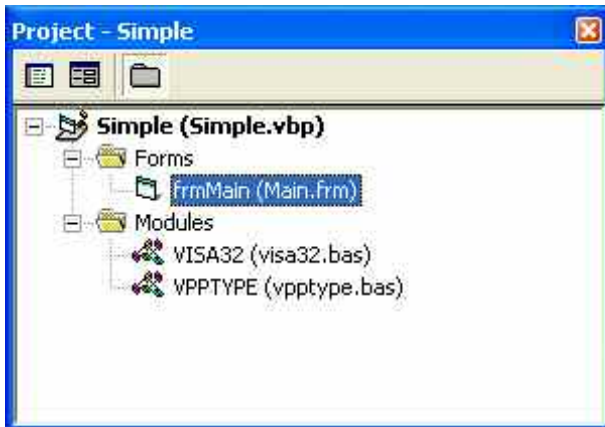 Project - Simple
Simple (Simple.vbp)
Forms
frmMain (Main.frm)
Modules
VISA32 (visa32.bas)
VPPTYPE (vpptype.bas)